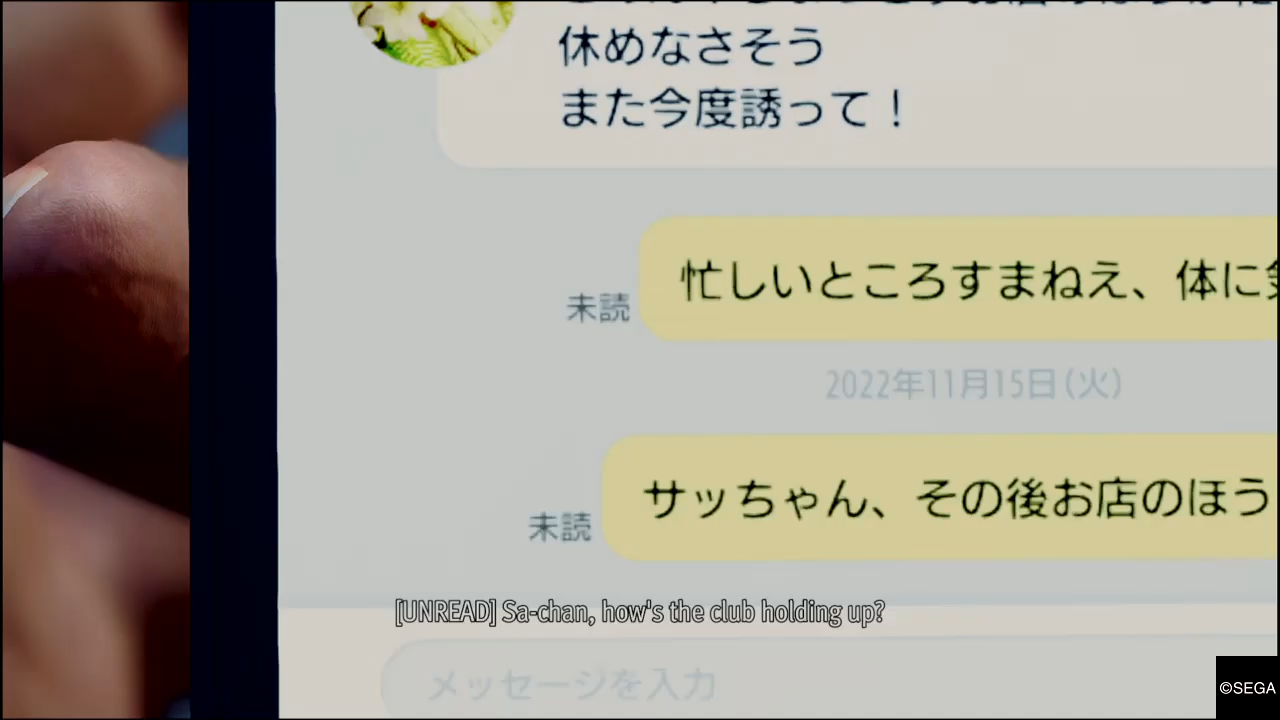 休めなさそう
また今度誘って！
忙しいところすまねえ、体に
未読
2022年11月15日(火)
サッちゃん、その後お店のほう
未読
[UNREAD] Sa-chan, how's the club holding up?
メッセージを入力
©SEGA